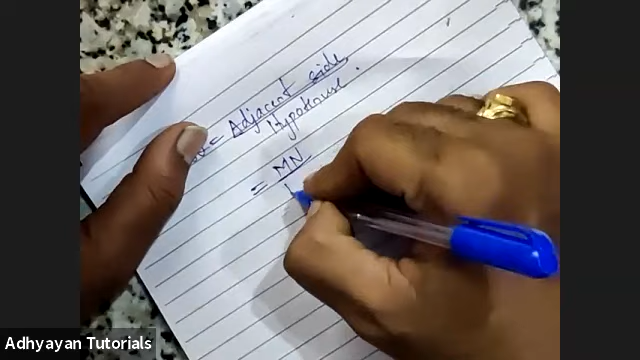 = Adjacent side
Hypotenuse.
= MN
Adhyayan Tutorials